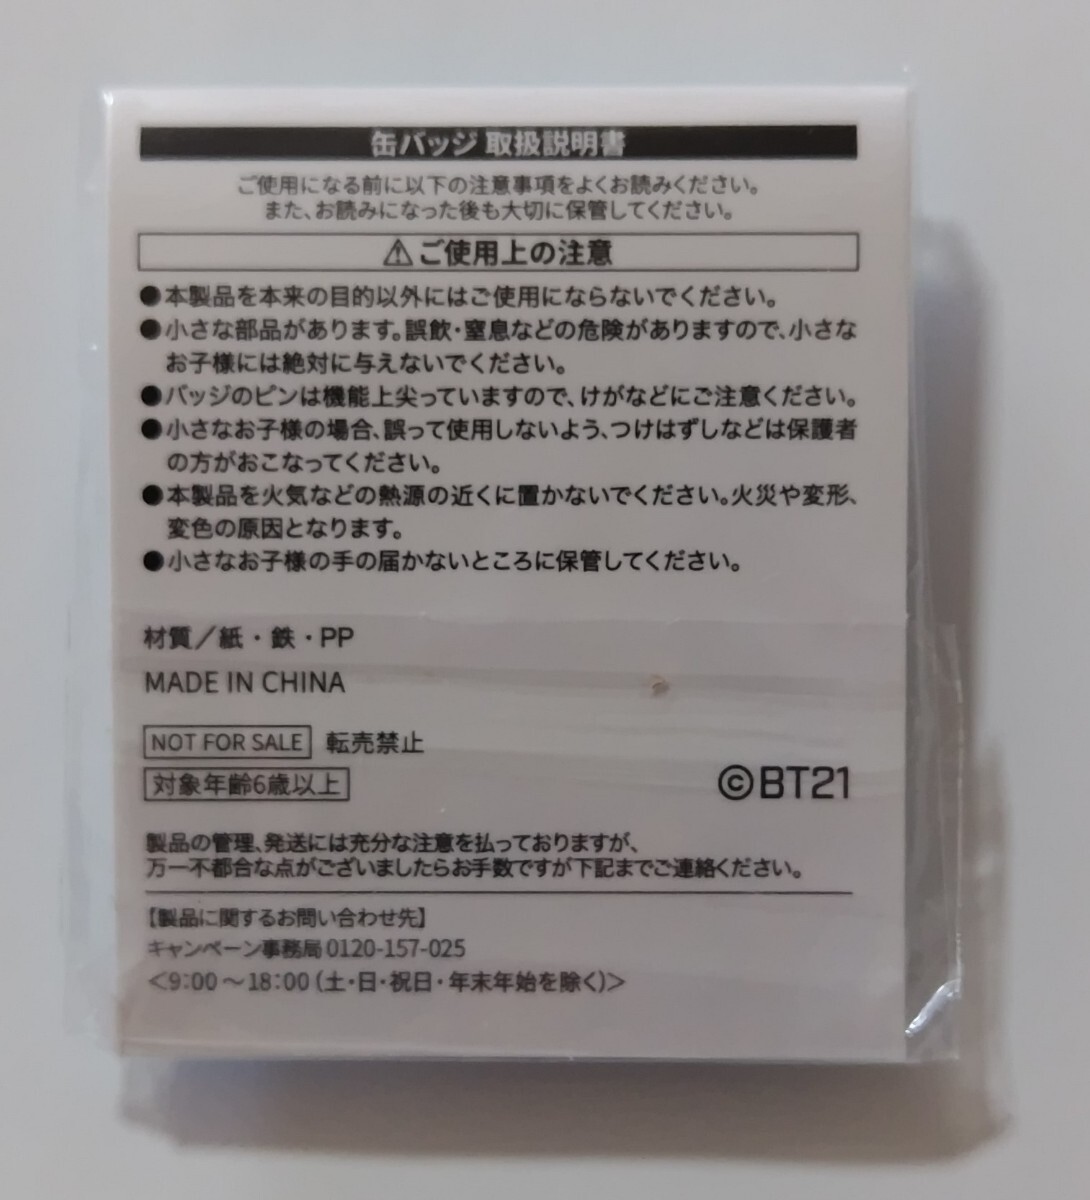 缶バッジ 取扱説明書
ご使用になる前に以下の注意事項をよくお読みください。
また、お読みになった後も大切に保管してください。
⚠ご使用上の注意
●本製品を本来の目的以外にはご使用にならないでください。
●小さな部品があります。誤飲・窒息などの危険がありますので、小さな
お子様には絶対に与えないでください。
●バッジのピンは機能上尖っていますので、けがなどにご注意ください。
●小さなお子様の場合、誤って使用しないよう、つけはずしなどは保護者
の方がおこなってください。
●本製品を火気などの熱源の近くに置かないでください。火災や変形、
変色の原因となります。
●小さなお子様の手の届かないところに保管してください。
材質／紙・鉄・PP
MADE IN CHINA
NOT FOR SALE 転売禁止
対象年齢6歳以上
©BT21
製品の管理、発送には充分な注意を払っておりますが、
万一不都合な点がございましたらお手数ですが下記までご連絡ください。
【製品に関するお問い合わせ先】
キャンペーン事務局 0120-157-025
＜9:00～18:00（土・日・祝日・年末年始を除く）＞